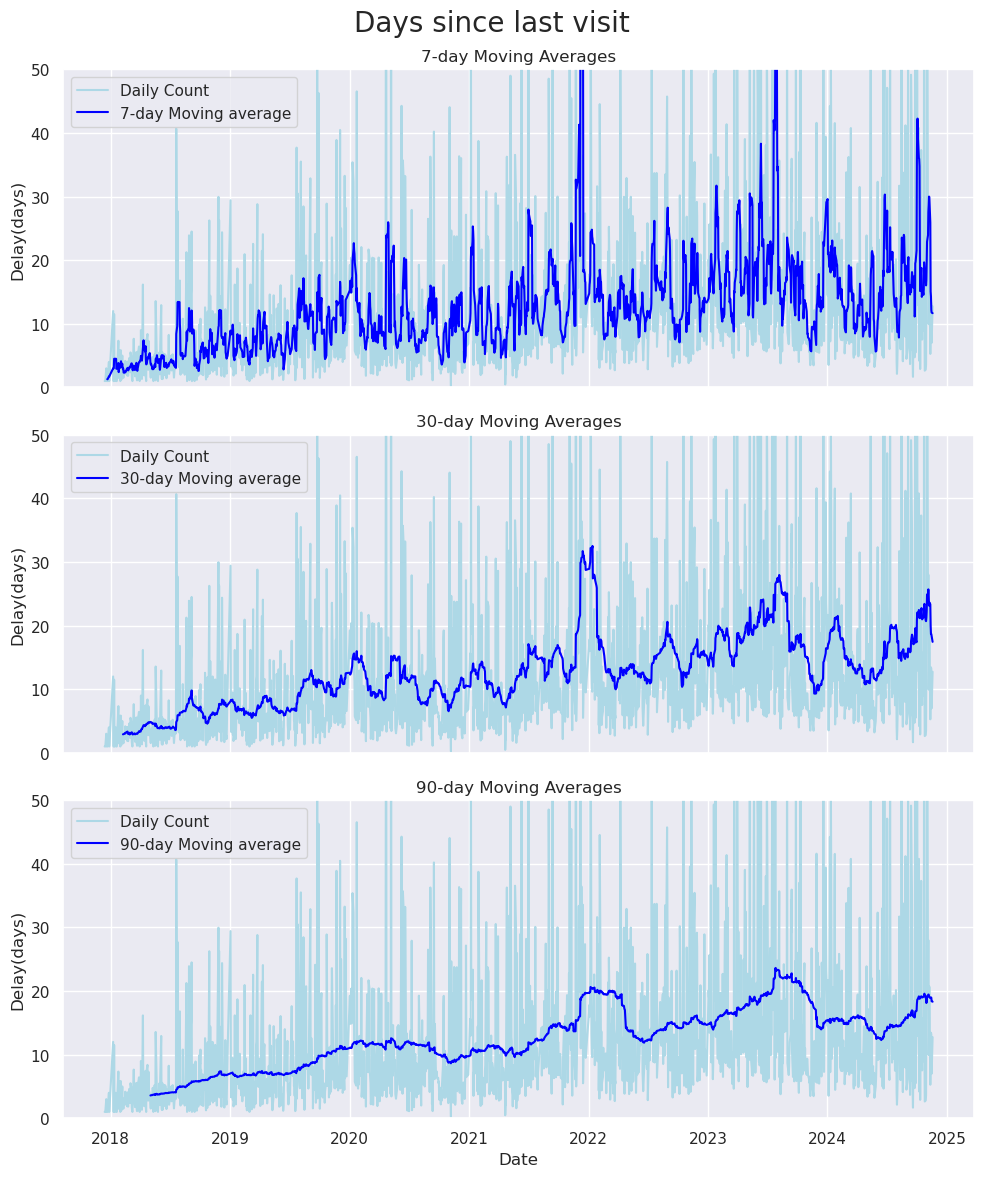 Days since last visit
7-day Moving Averages
50
40
30
20
10
0
Delay(days)
Daily Count
7-day Moving average
30-day Moving Averages
50
40
30
20
10
0
Delay(days)
Daily Count
30-day Moving average
90-day Moving Averages
50
40
30
20
10
0
Delay(days)
Daily Count
90-day Moving average
2018 2019 2020 2021 2022 2023 2024 2025
Date